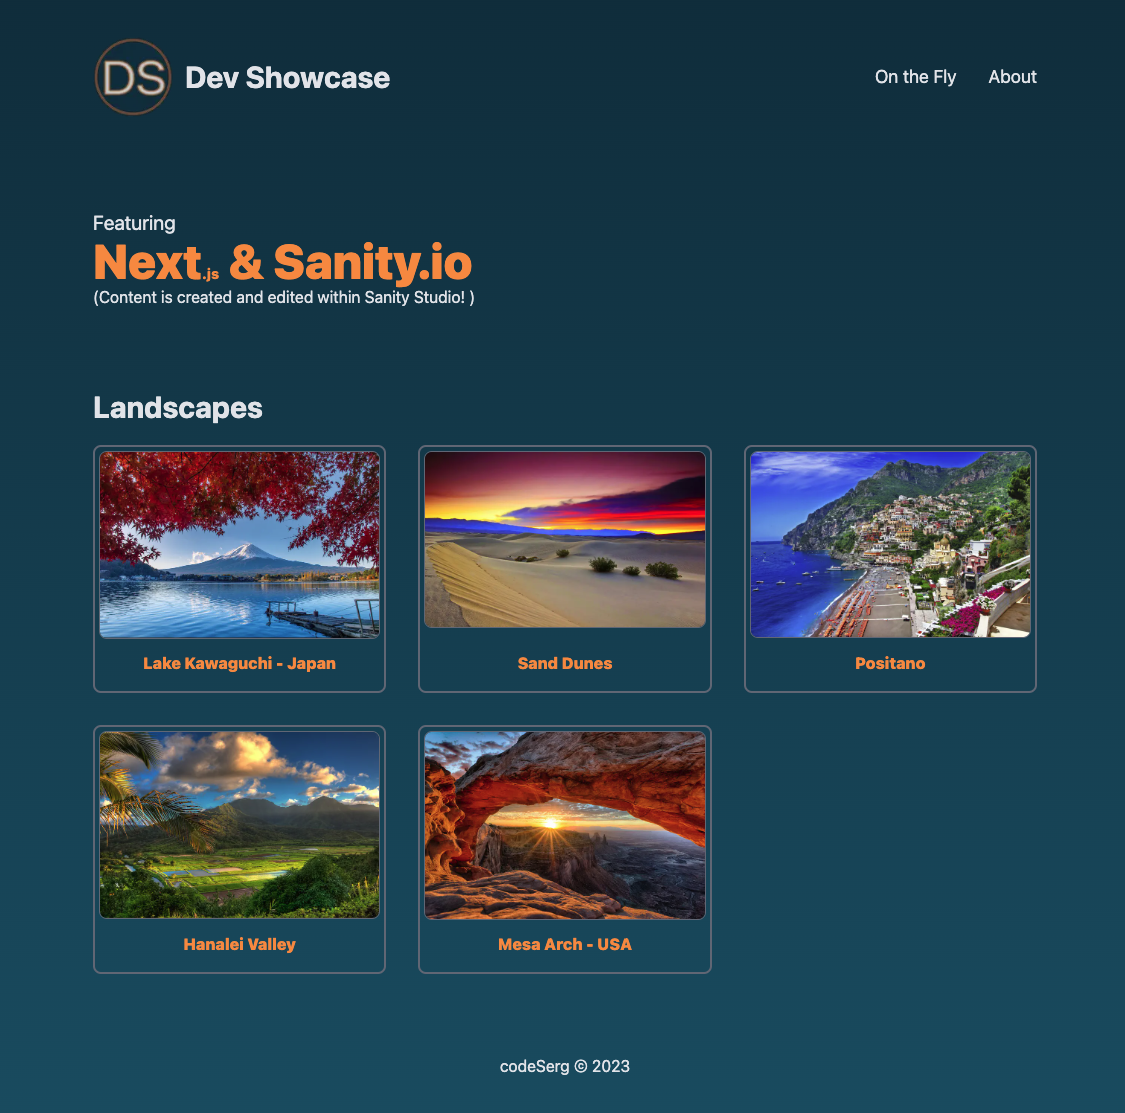 DS
Dev Showcase
On the Fly
About
Featuring
Next.js & Sanity.io
(Content is created and edited within Sanity Studio! )
Landscapes
Lake Kawaguchi - Japan
Sand Dunes
Positano
Hanalei Valley
Mesa Arch - USA
codeSerg © 2023